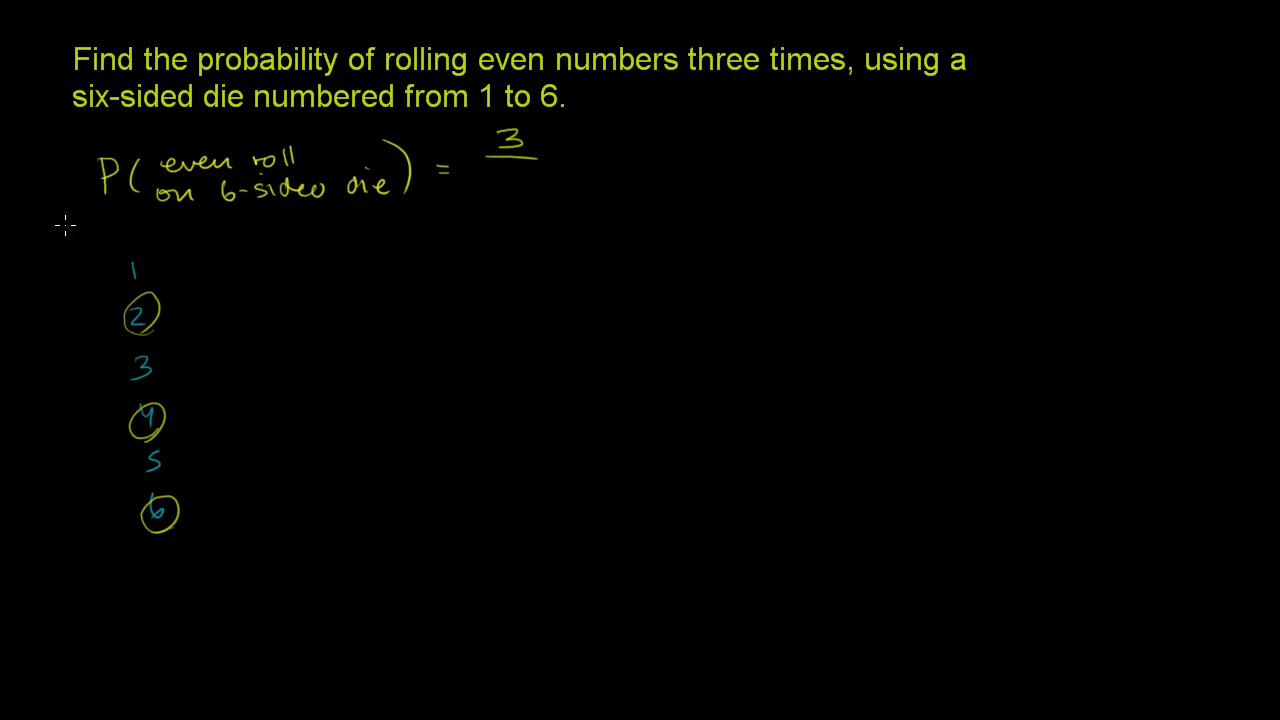 Find the probability of rolling even numbers three times, using a
six-sided die numbered from 1 to 6.
P( even roll
on 6-sided die ) = 3
1
2
3
4
5
6